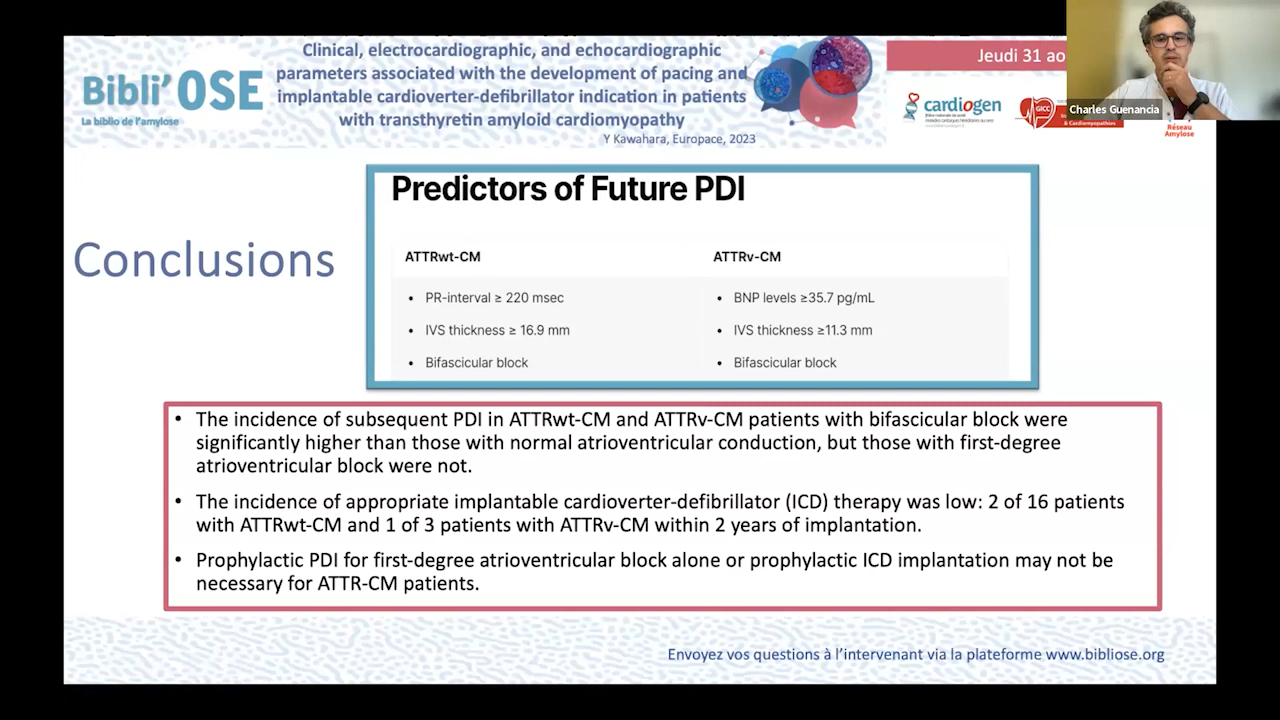 Clinical, electrocardiographic, and echocardiographic
parameters associated with the development of pacing and
implantable cardioverter-defibrillator indication in patients
with transthyretin amyloid cardiomyopathy
Y Kawahara, Europace, 2023
Bibli’OSE
La biblio de l’amylose
Jeudi 31 ao
cardiogen
GICC
& Cardiomyopathies
Réseau
Amylose
Charles Guenancia
Conclusions
Predictors of Future PDI
ATTRwt-CM
• PR-interval ≥ 220 msec
• IVS thickness ≥ 16.9 mm
• Bifascicular block
ATTRv-CM
• BNP levels ≥35.7 pg/mL
• IVS thickness ≥11.3 mm
• Bifascicular block
• The incidence of subsequent PDI in ATTRwt-CM and ATTRv-CM patients with bifascicular block were
significantly higher than those with normal atrioventricular conduction, but those with first-degree
atrioventricular block were not.
• The incidence of appropriate implantable cardioverter-defibrillator (ICD) therapy was low: 2 of 16 patients
with ATTRwt-CM and 1 of 3 patients with ATTRv-CM within 2 years of implantation.
• Prophylactic PDI for first-degree atrioventricular block alone or prophylactic ICD implantation may not be
necessary for ATTR-CM patients.
Envoyez vos questions à l’intervenant via la plateforme www.bibliose.org